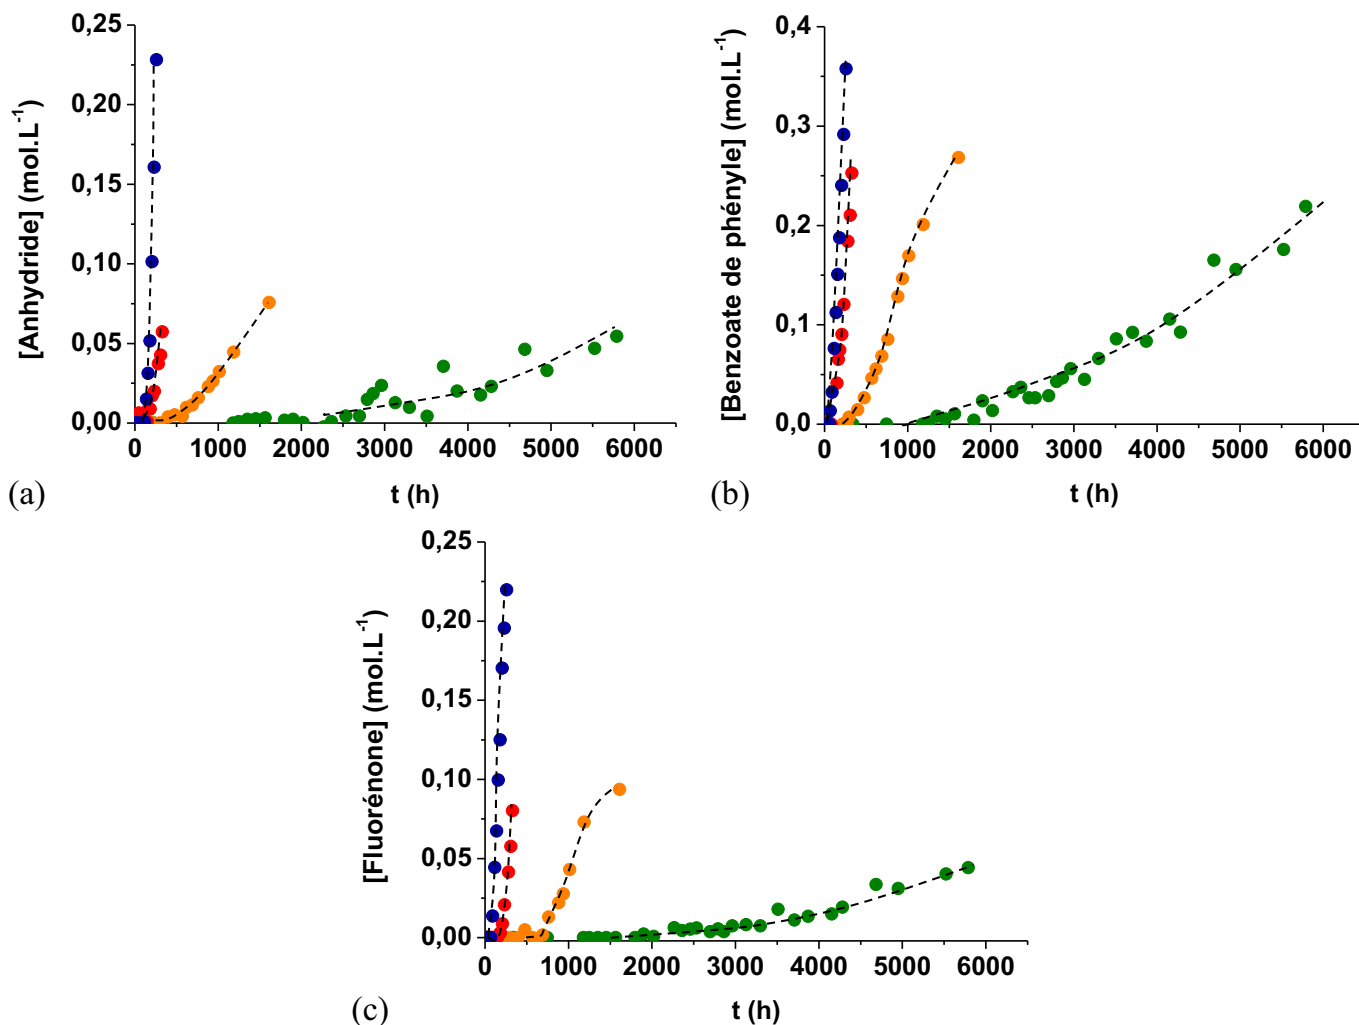 [Anhydride] (mol.L-1)
0,25
0,20
0,15
0,10
0,05
0,00
0 1000 2000 3000 4000 5000 6000
t (h)
(a)
[Benzoate de phényle] (mol.L-1)
0,4
0,3
0,2
0,1
0,0
0 1000 2000 3000 4000 5000 6000
t (h)
(b)
[Fluorénone] (mol.L-1)
0,25
0,20
0,15
0,10
0,05
0,00
0 1000 2000 3000 4000 5000 6000
t (h)
(c)